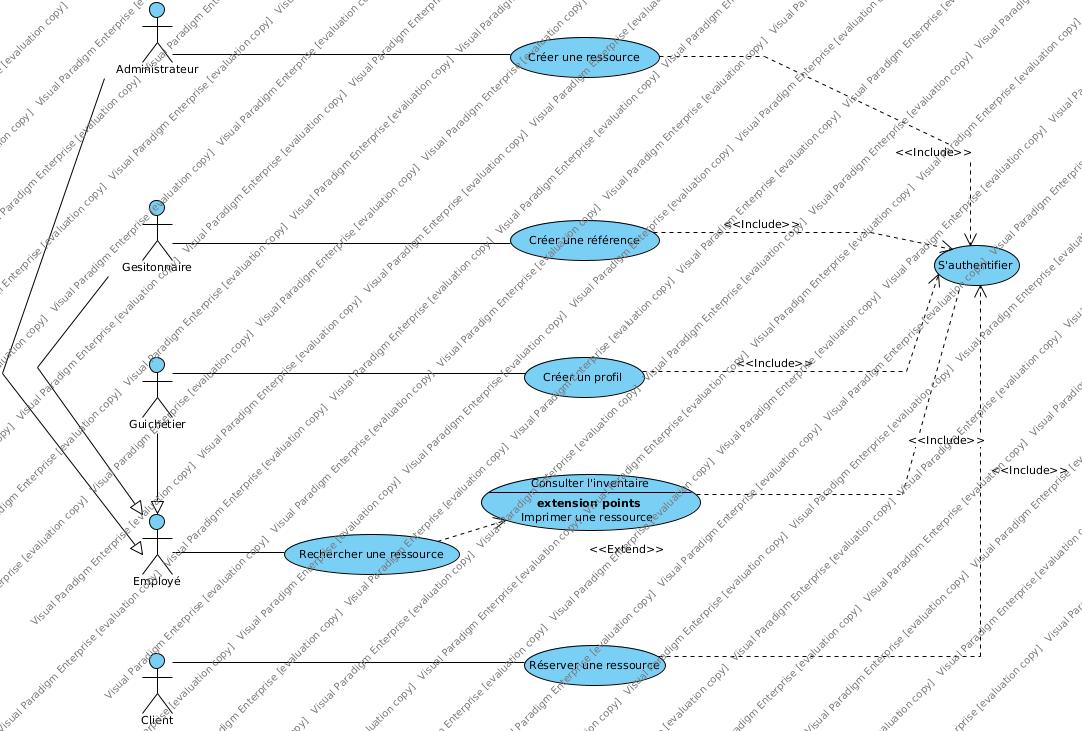 Administrateur
Créer une ressource
<<Include>>
<<Include>>
Créer une référence
Gesitonnaire
S'authentifier
<<Include>>
Créer un profil
Guichetier
<<Include>>
<<Include>>
Consulter l'inventaire
extension points
Imprimer une ressource
<<Extend>>
Rechercher une ressource
Employé
Réserver une ressource
Client
Visual Paradigm Enterprise [evaluation copy]